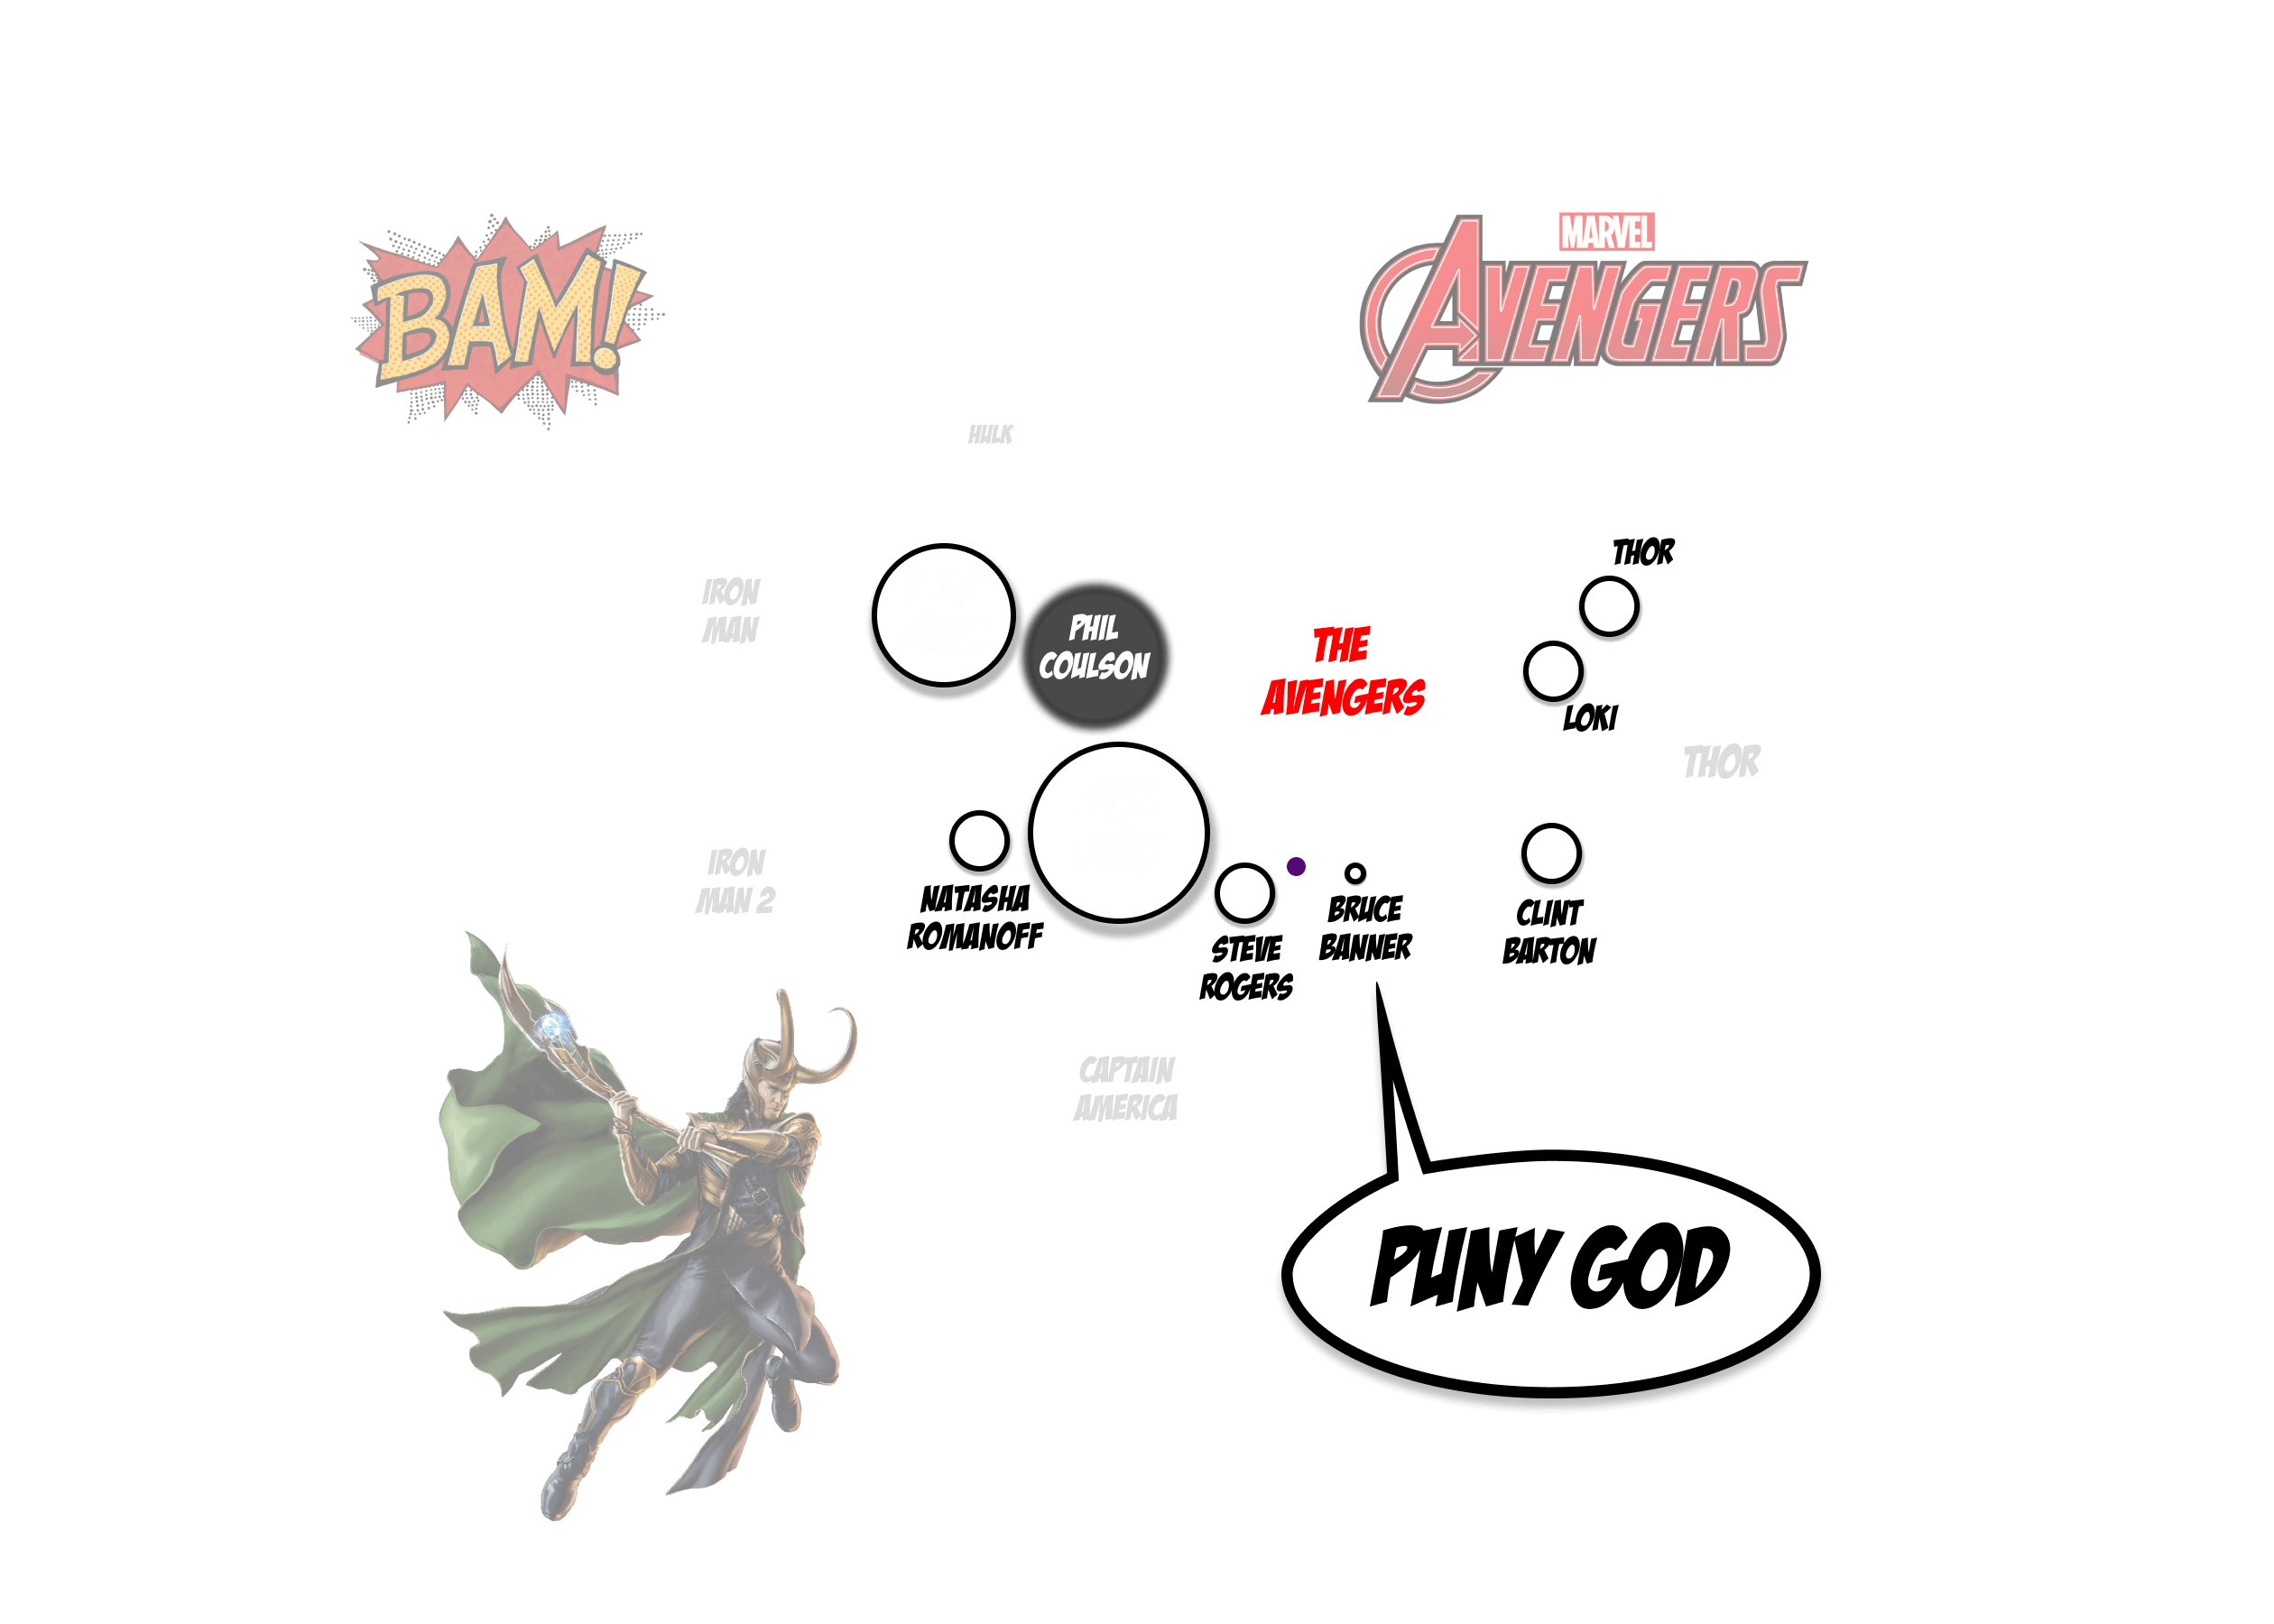 BAM!
MARVEL
AVENGERS
HULK
THOR
IRON
MAN
PHIL
COULSON
THE
AVENGERS
LOKI
THOR
IRON
MAN 2
NATASHA
ROMANOFF
STEVE
ROGERS
BRUCE
BANNER
CLINT
BARTON
CAPTAIN
AMERICA
PUNY GOD